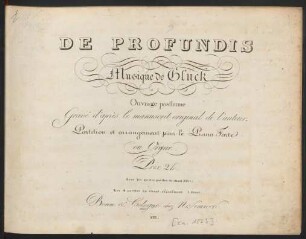 DE PROFUNDIS
Musique de Gluck
Ouvrage posthume
Gravé d'après le manuscrit original de l'auteur.
Partition et arrangement pour le Piano Forte
ou Orgue
Prix
Bonn et Cologne chez N. Simrock